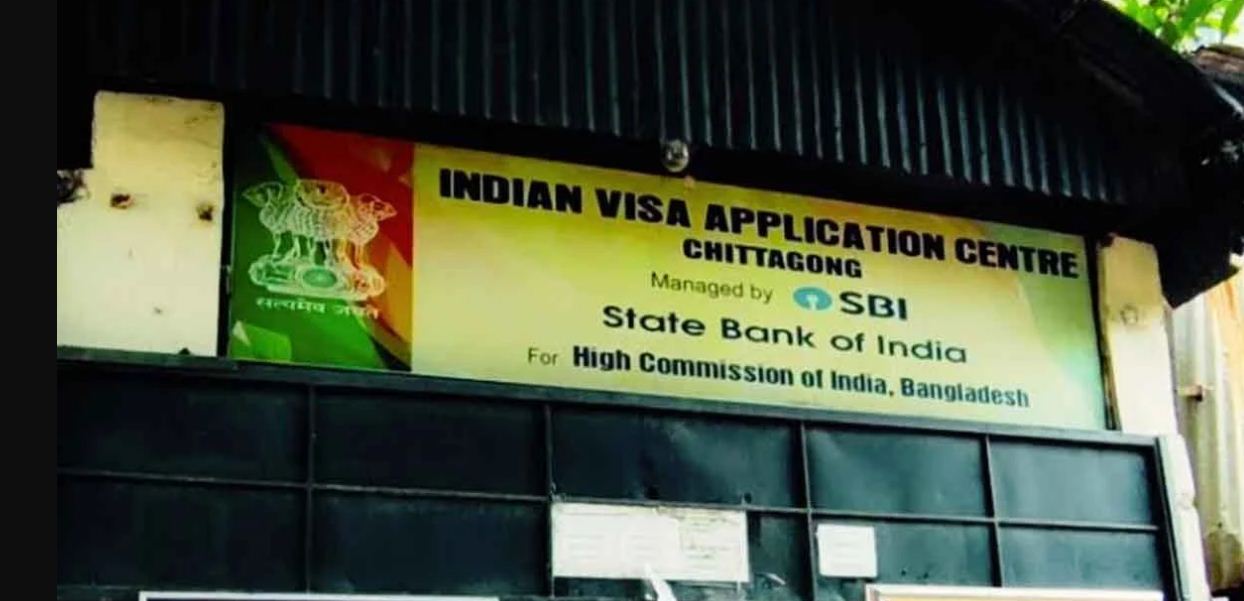 सत्यमेव जयते
INDIAN VISA APPLICATION CENTRE
CHITTAGONG
Managed by SBI
State Bank of India
For High Commission of India, Bangladesh